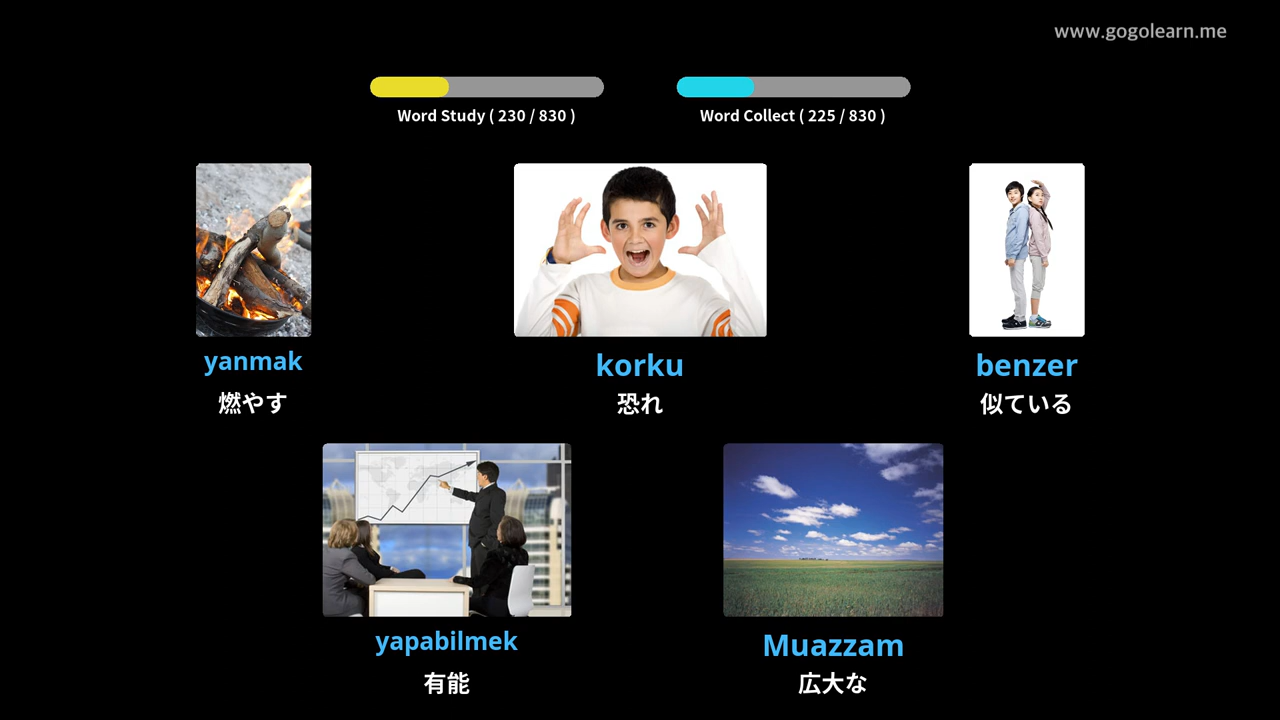 www.gogolearn.me
Word Study ( 230 / 830 )
Word Collect ( 225 / 830 )
yanmak
燃やす
korku
恐れ
benzer
似ている
yapabilmek
有能
Muazzam
広大な